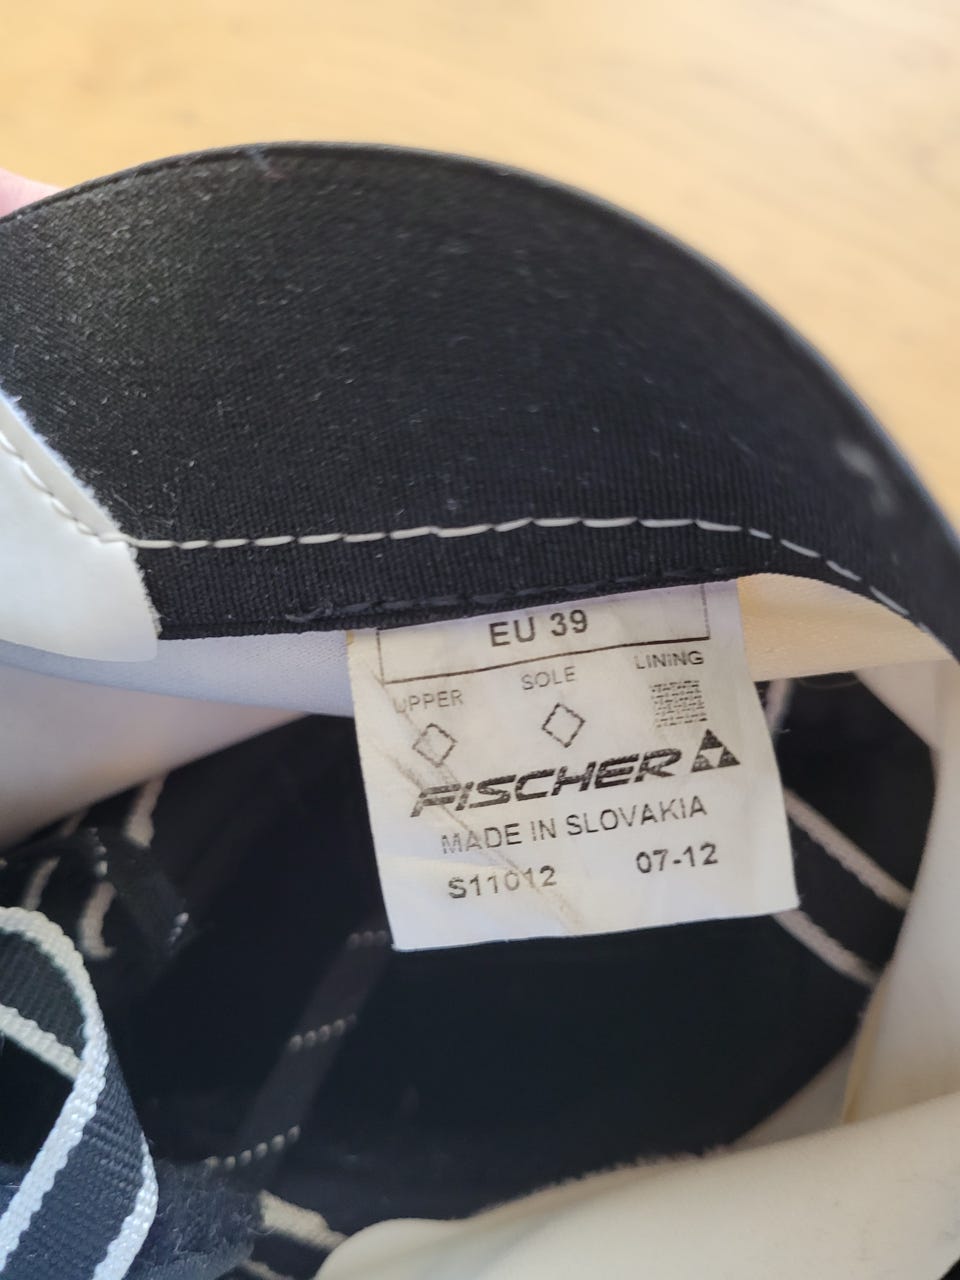 EU 39
UPPER SOLE LINING
FISCHER
MADE IN SLOVAKIA
S11012 07-12